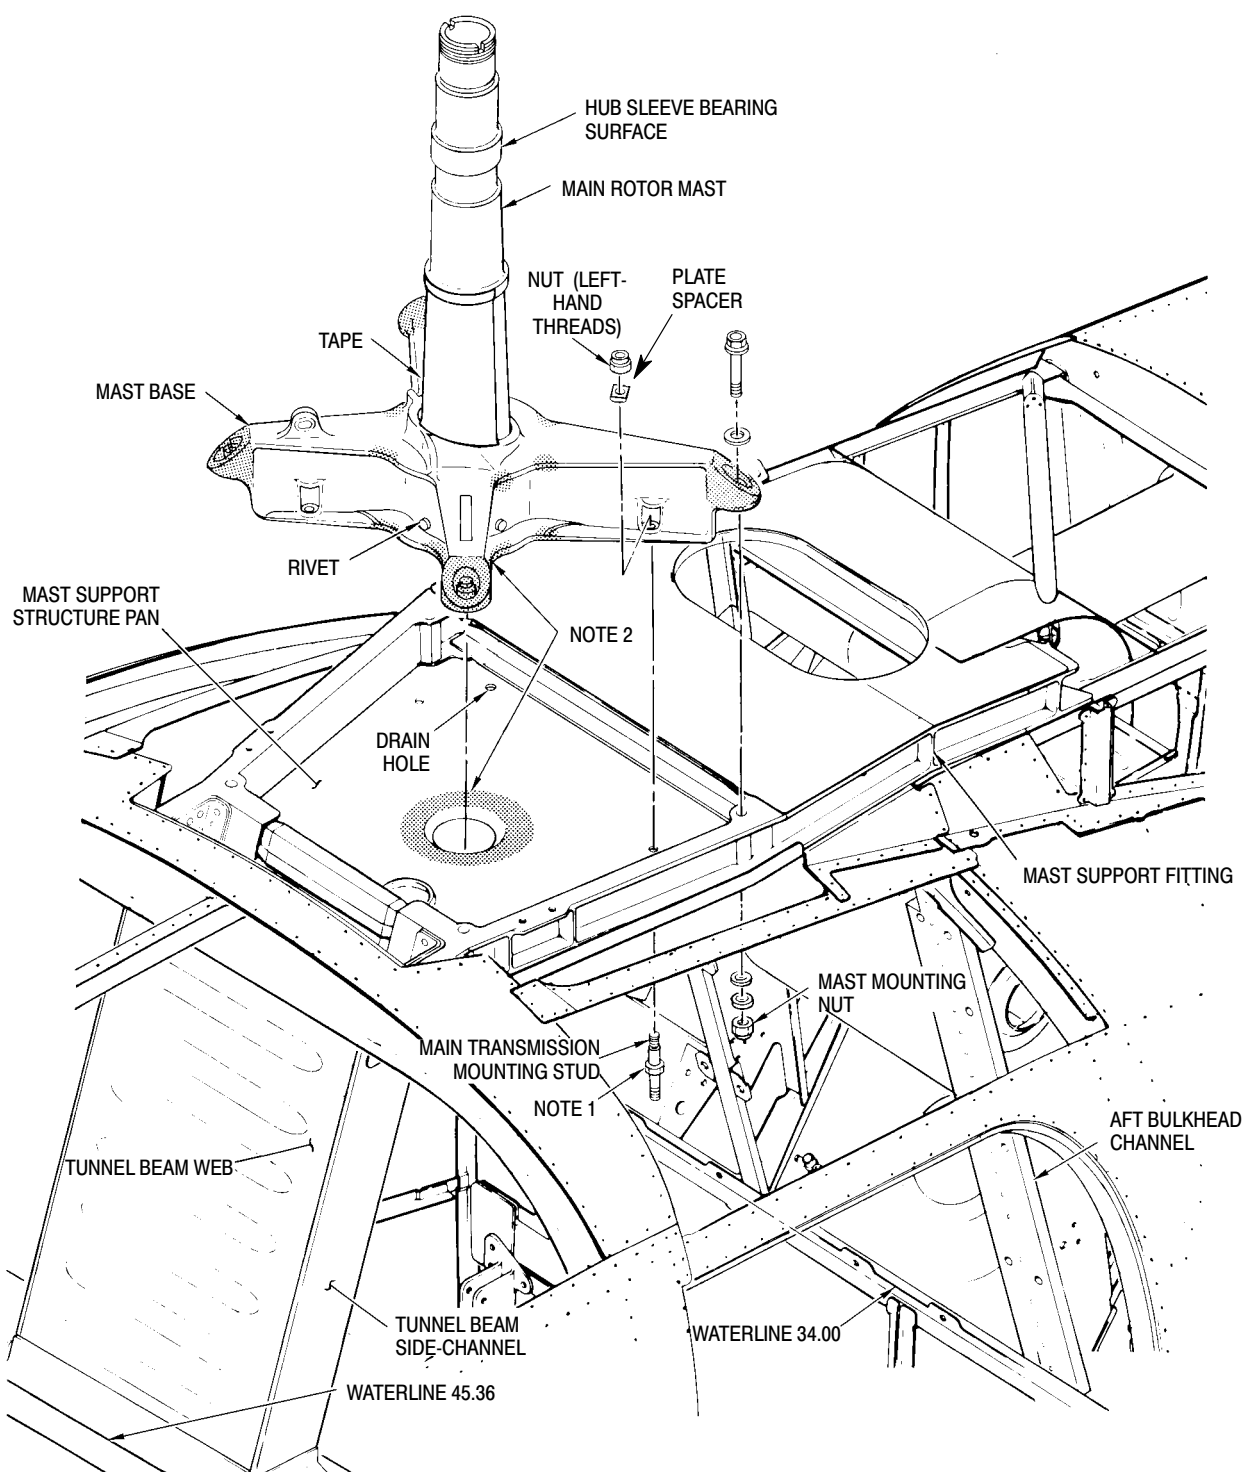 HUB SLEEVE BEARING
SURFACE
MAIN ROTOR MAST
NUT (LEFT-
HAND
THREADS)
PLATE
SPACER
TAPE
MAST BASE
RIVET
MAST SUPPORT
STRUCTURE PAN
NOTE 2
DRAIN
HOLE
MAST SUPPORT FITTING
MAST MOUNTING
NUT
MAIN TRANSMISSION
MOUNTING STUD
NOTE 1
AFT BULKHEAD
CHANNEL
TUNNEL BEAM WEB
TUNNEL BEAM
SIDE-CHANNEL
WATERLINE 34.00
WATERLINE 45.36